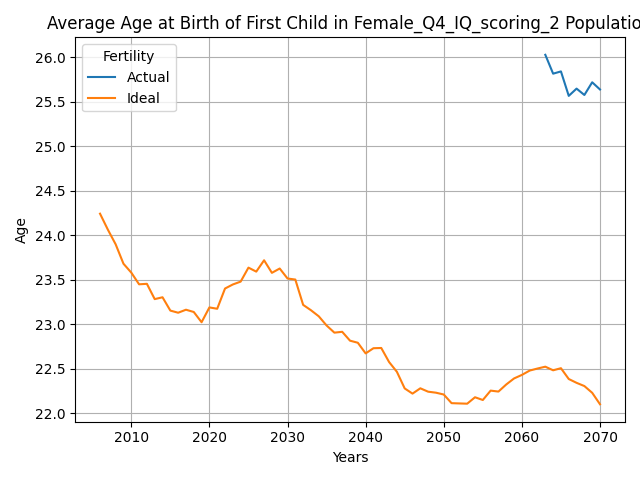 Average Age at Birth of First Child in Female_Q4_IQ_scoring_2 Populatio
Fertility
Actual
Ideal
26.0
25.5
25.0
24.5
24.0
23.5
23.0
22.5
22.0
Age
2010 2020 2030 2040 2050 2060 2070
Years